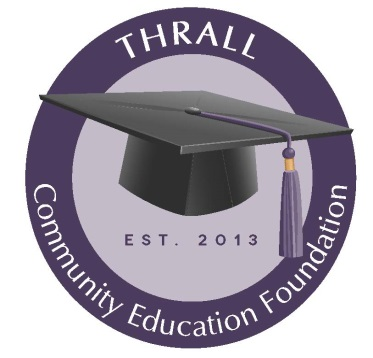 THRALL
EST. 2013
Community Education Foundation